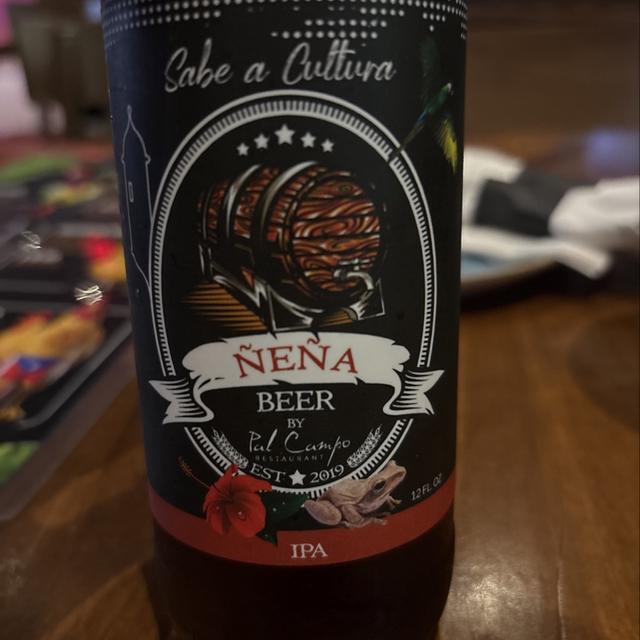 Sabe a Cultura
ÑEÑA
BEER
BY
Pal Campo
RESTAURANT
EST 2019
12 FL. OZ
IPA